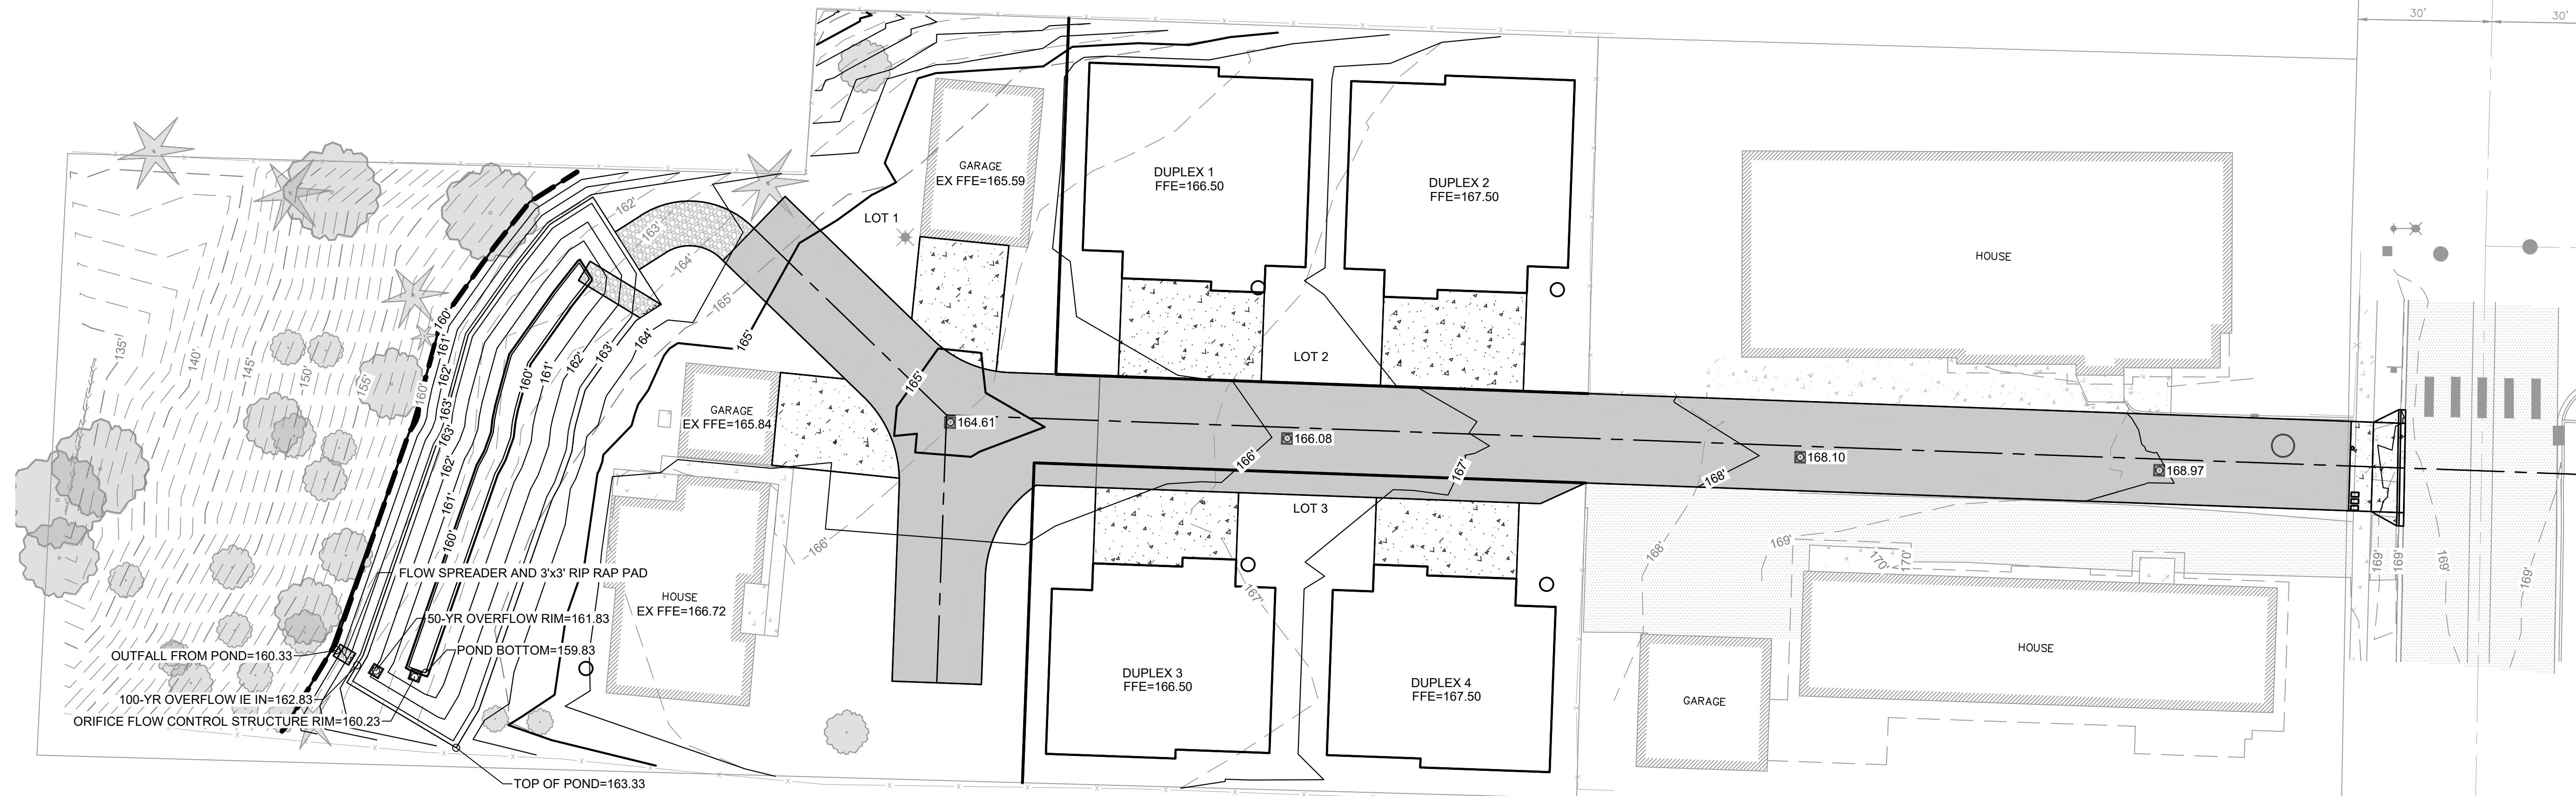 30'
30'
GARAGE
EX FFE=165.59
DUPLEX 1
FFE=166.50
DUPLEX 2
FFE=167.50
LOT 1
HOUSE
162'
163'
164'
165'
165'
164'
163'
162'
161'
160'
160'
161'
162'
163'
163'
162'
161'
160'
135'
140'
145'
150'
155'
160'
LOT 2
165'
164.61
166.08
166'
167'
168.10
168'
168.97
GARAGE
EX FFE=165.84
LOT 3
166'
167'
168'
169'
170'
170'
169'
169'
169'
169'
FLOW SPREADER AND 3'x3' RIP RAP PAD
HOUSE
EX FFE=166.72
50-YR OVERFLOW RIM=161.83
OUTFALL FROM POND=160.33
POND BOTTOM=159.83
100-YR OVERFLOW IE IN=162.83
ORIFICE FLOW CONTROL STRUCTURE RIM=160.23
TOP OF POND=163.33
DUPLEX 3
FFE=166.50
DUPLEX 4
FFE=167.50
GARAGE
HOUSE